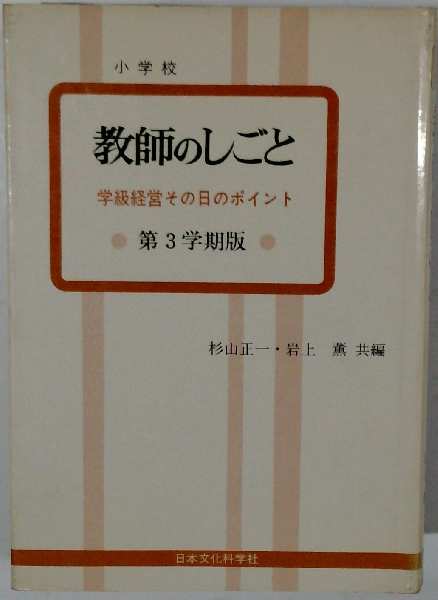 小学校
教師のしごと
学級経営その日のポイント
第3学期版
杉山正一・岩上 薫 共編
日本文化科学社